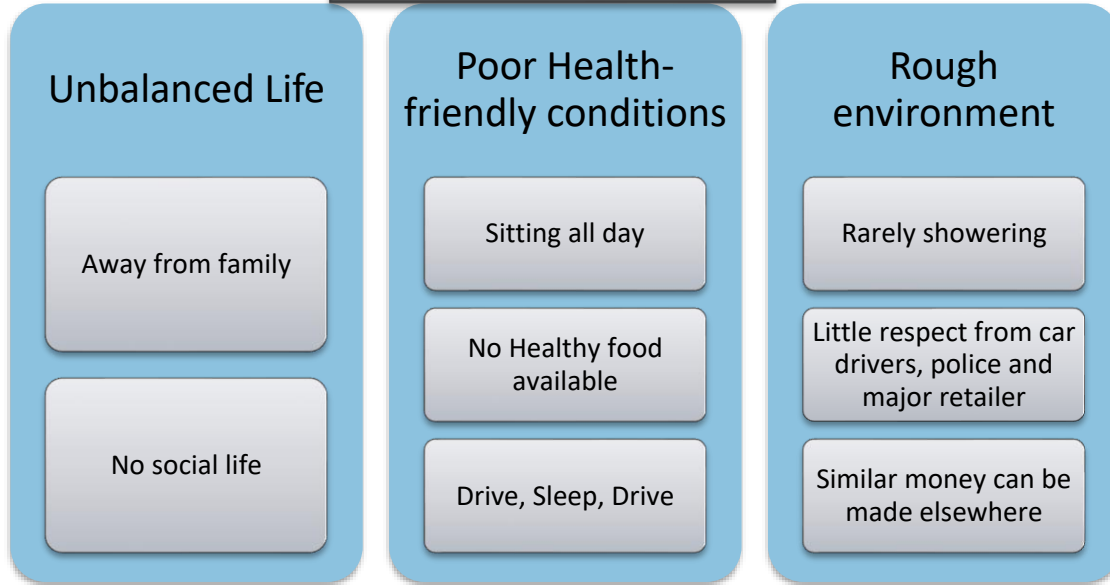 Unbalanced Life
Away from family
No social life
Poor Health-
friendly conditions
Sitting all day
No Healthy food
available
Drive, Sleep, Drive
Rough
environment
Rarely showering
Little respect from car
drivers, police and
major retailer
Similar money can be
made elsewhere